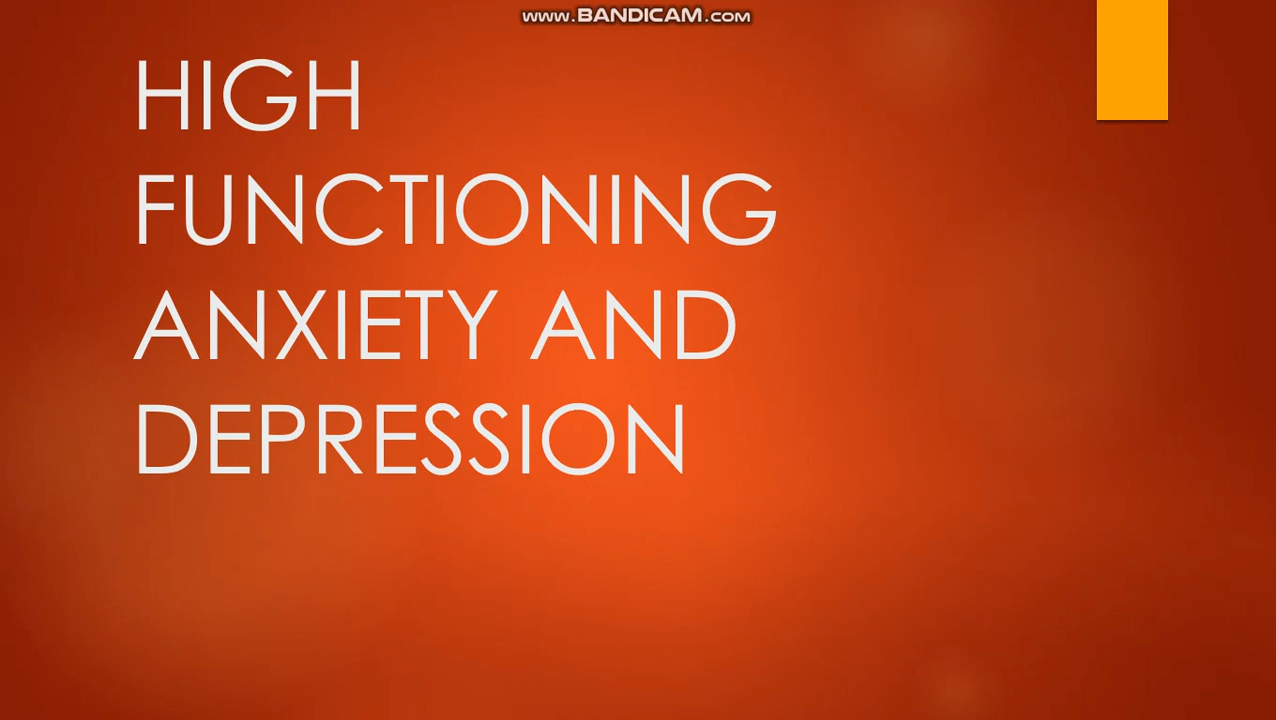 www.BANDICAM.com
HIGH
FUNCTIONING
ANXIETY AND
DEPRESSION